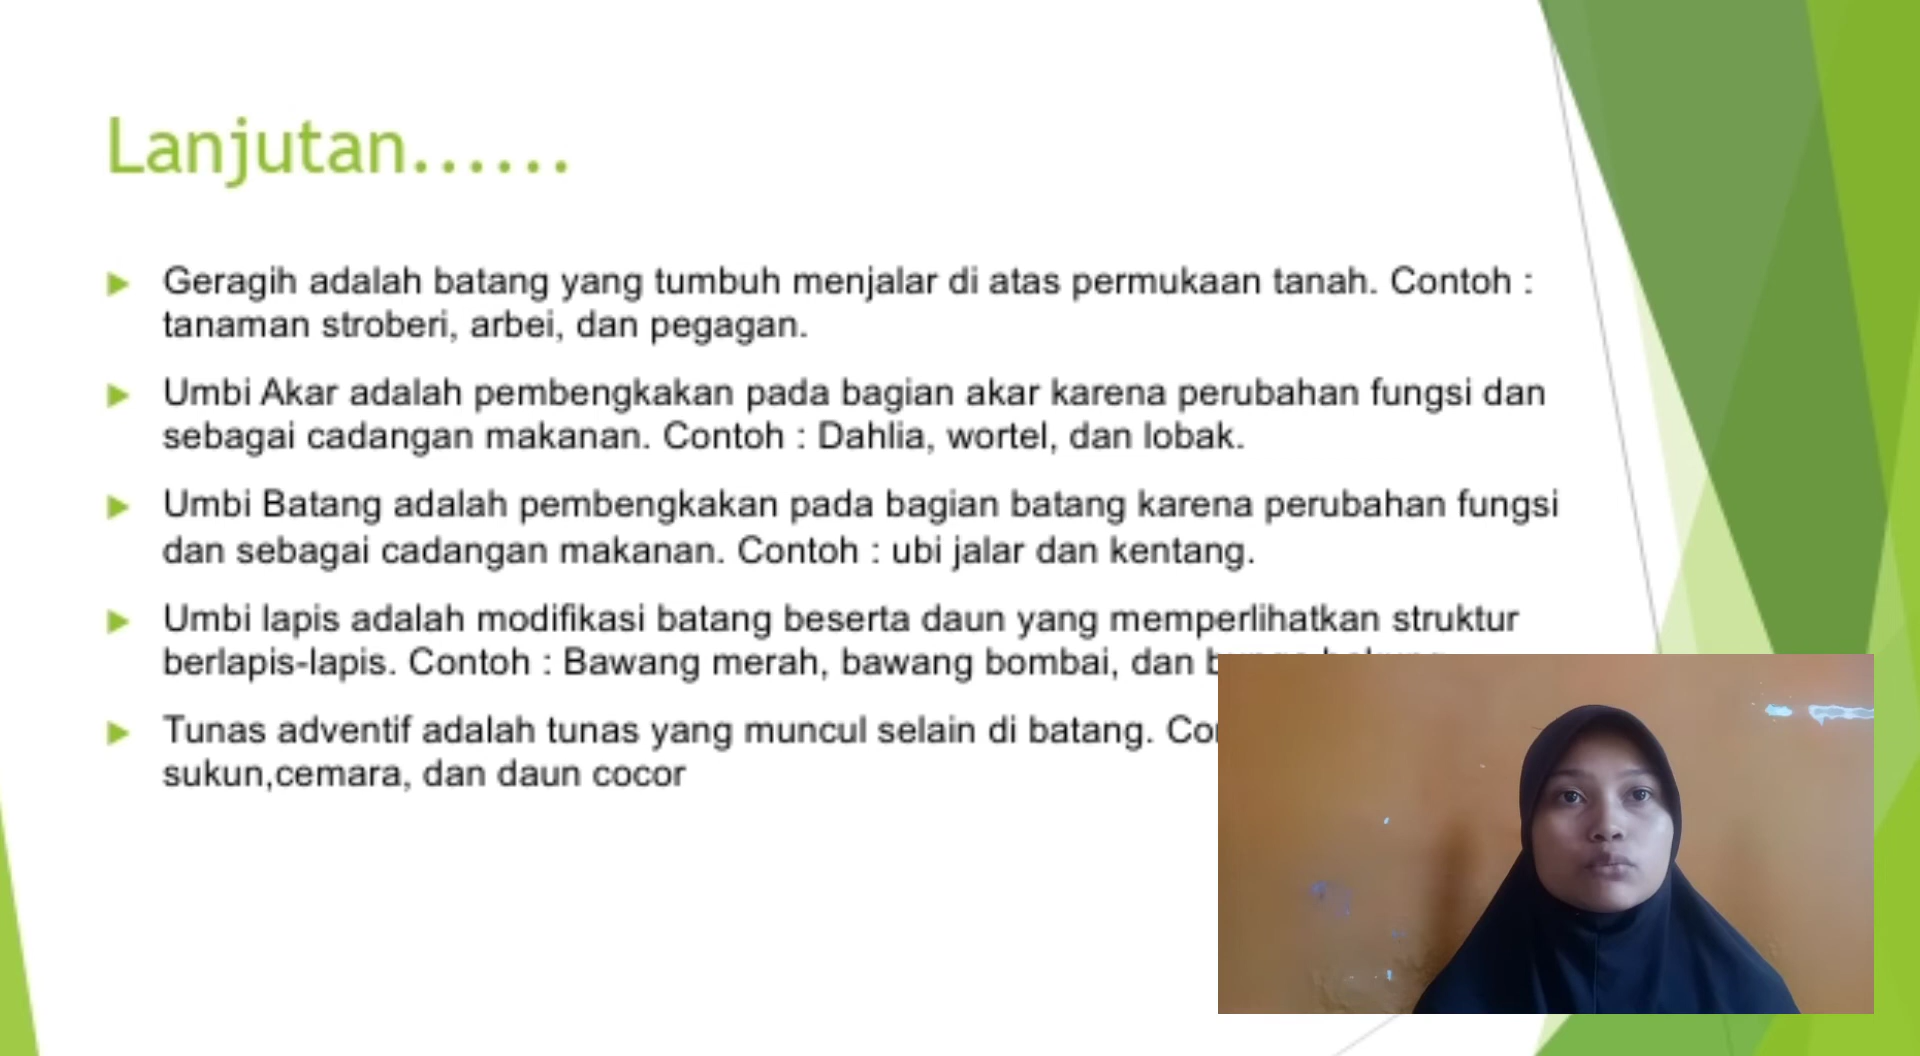 Lanjutan......
Geragih adalah batang yang tumbuh menjalar di atas permukaan tanah. Contoh :
tanaman stroberi, arbei, dan pegagan.
Umbi Akar adalah pembengkakan pada bagian akar karena perubahan fungsi dan
sebagai cadangan makanan. Contoh : Dahlia, wortel, dan lobak.
Umbi Batang adalah pembengkakan pada bagian batang karena perubahan fungsi
dan sebagai cadangan makanan. Contoh : ubi jalar dan kentang.
Umbi lapis adalah modifikasi batang beserta daun yang memperlihatkan struktur
berlapis-lapis. Contoh : Bawang merah, bawang bombai, dan
Tunas adventif adalah tunas yang muncul selain di batang.
sukun,cemara, dan daun cocor